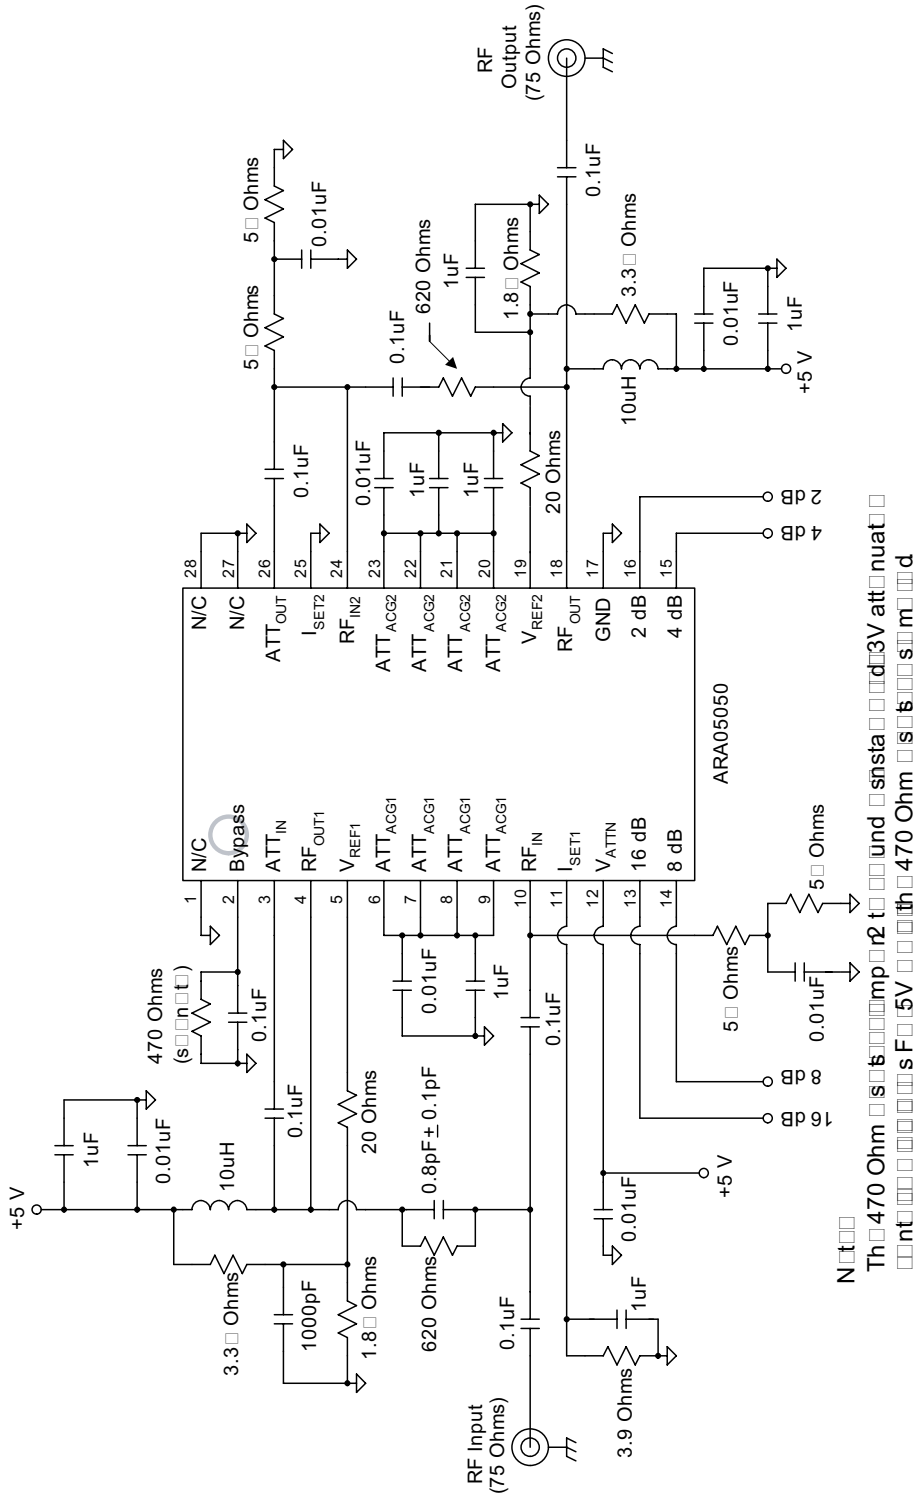 +5 V
1uF
0.01uF
10uH
3.3□ Ohms
1000pF
1.8□ Ohms
20 Ohms
0.1uF
470 Ohms
0.1uF
620 Ohms
0.8pF± 0.1pF
0.01uF
1uF
RF Input
(75 Ohms)
0.1uF
0.1uF
3.9 Ohms
1uF
0.01uF
+5 V
16 dB
8 dB
5□ Ohms
0.01uF
5□ Ohms
1 N/C
2 Bypass
3 ATTIN
4 RFOUT1
5 VREF1
6 ATTACG1
7 ATTACG1
8 ATTACG1
9 ATTACG1
10 RFIN
11 ISET1
12 VATTN
13 16 dB
14 8 dB
28 N/C
27 N/C
26 ATTOUT
25 ISET2
24 RFIN2
23 ATTACG2
22 ATTACG2
21 ATTACG2
20 ATTACG2
19 VREF2
18 RFOUT
17 GND
16 2 dB
15 4 dB
ARA05050
0.1uF
5□ Ohms
5□ Ohms
0.01uF
0.1uF
620 Ohms
0.01uF
1uF
1uF
20 Ohms
1uF
1.8□ Ohms
3.3□ Ohms
10uH
0.01uF
1uF
+5 V
0.1uF
RF
Output
(75 Ohms)
2 dB
4 dB
470 Ohm
3V
5V
470 Ohm